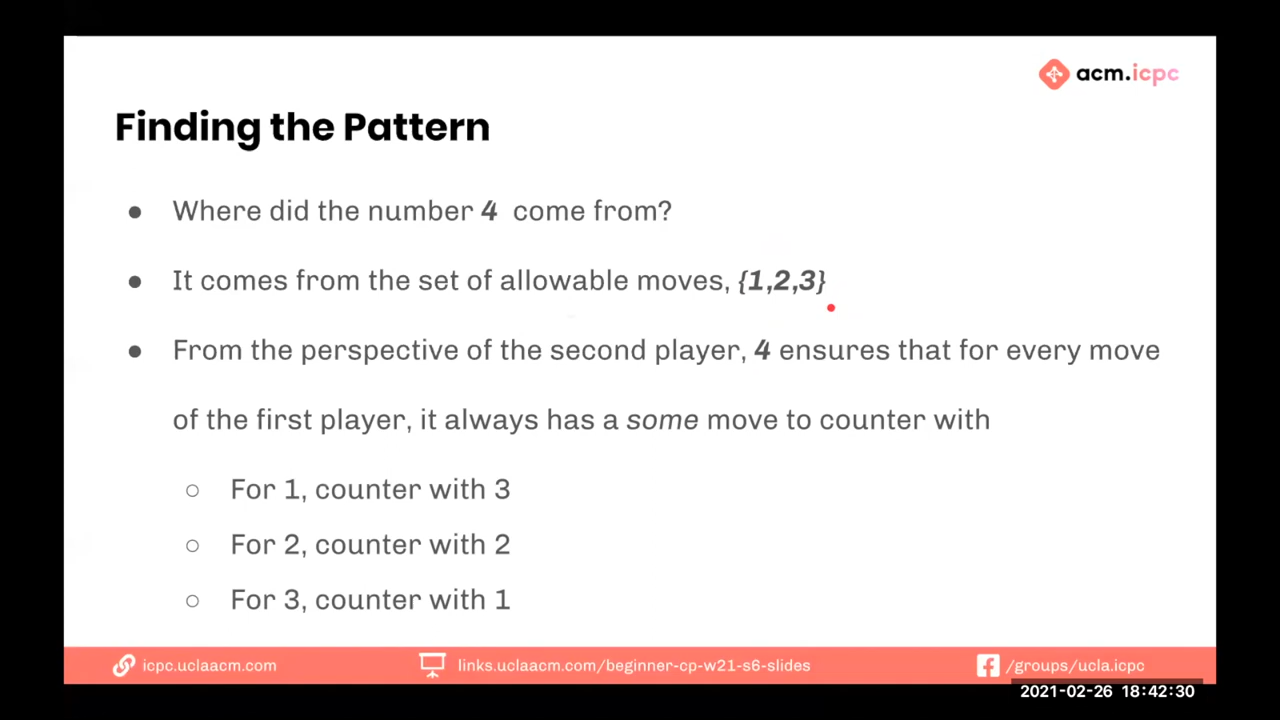 acm.icpc
Finding the Pattern
● Where did the number 4 come from?
● It comes from the set of allowable moves, {1,2,3}
● From the perspective of the second player, 4 ensures that for every move
of the first player, it always has a some move to counter with
○ For 1, counter with 3
○ For 2, counter with 2
○ For 3, counter with 1
icpc.uclaacm.com links.uclaacm.com/beginner-cp-w21-s6-slides /groups/ucla.icpc
2021-02-26 18:42:30